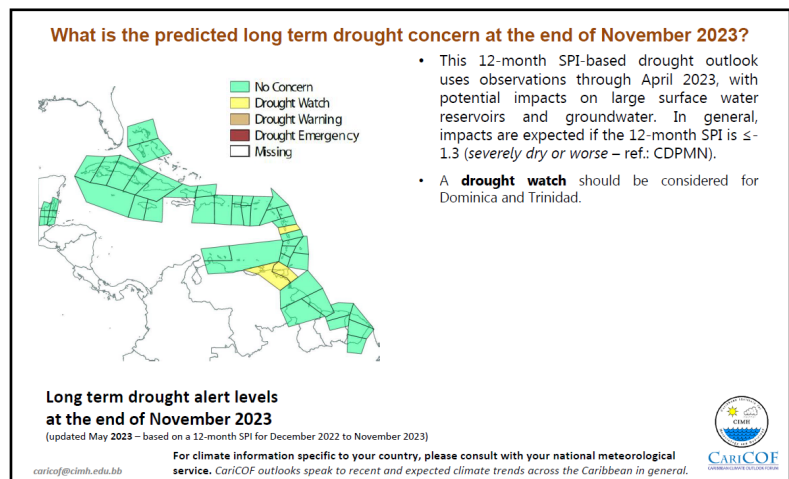 What is the predicted long term drought concern at the end of November 2023?
No Concern
Drought Watch
Drought Warning
Drought Emergency
Missing
• This 12-month SPI-based drought outlook
uses observations through April 2023, with
potential impacts on large surface water
reservoirs and groundwater. In general,
impacts are expected if the 12-month SPI is ≤-
1.3 (severely dry or worse – ref.: CDPMN).
• A drought watch should be considered for
Dominica and Trinidad.
Long term drought alert levels
at the end of November 2023
(updated May 2023 – based on a 12-month SPI for December 2022 to November 2023)
For climate information specific to your country, please consult with your national meteorological
service. CariCOF outlooks speak to recent and expected climate trends across the Caribbean in general.
caricof@cimh.edu.bb
CIMH
CARICOF
CARIBBEAN CLIMATE OUTLOOK FORUM